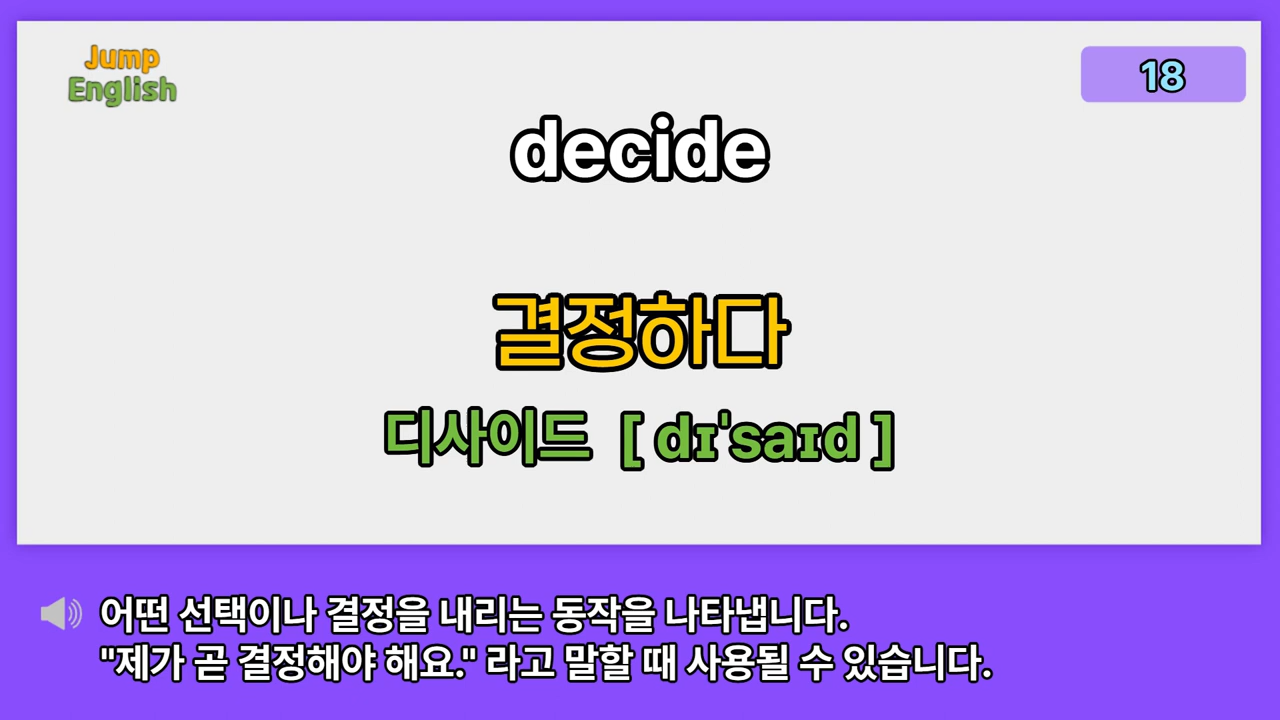 Jump
English
18
decide
결정하다
디사이드 [ dɪˈsaɪd ]
어떤 선택이나 결정을 내리는 동작을 나타냅니다.
"제가 곧 결정해야 해요." 라고 말할 때 사용될 수 있습니다.